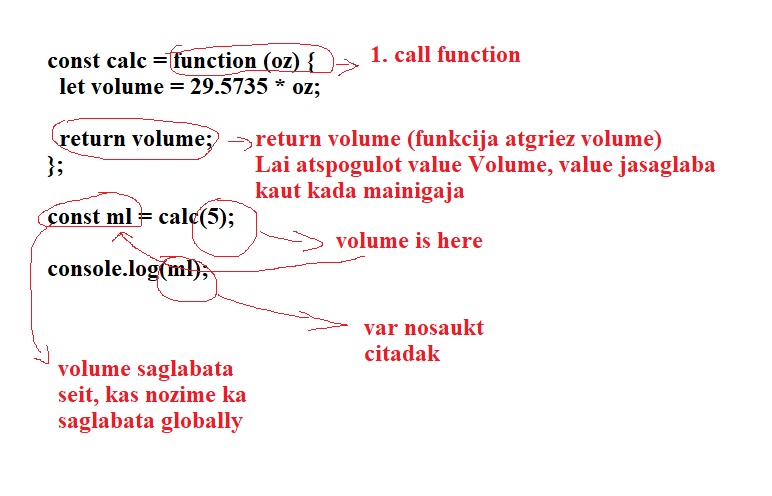 const calc = function (oz) {
1. call function
let volume = 29.5735 * oz;
return volume;
return volume (funkcija atgriez volume)
};
Lai atspogulot value Volume, value jasaglaba
kaut kada mainigaja
const ml = calc(5);
volume is here
console.log(ml);
var nosaukt
citadak
volume saglabata
seit, kas nozime ka
saglabata globally